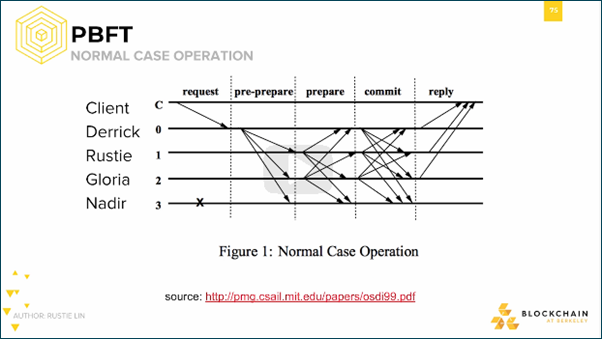 75
PBFT
NORMAL CASE OPERATION
request pre-prepare prepare commit reply
Client C
Derrick 0
Rustie 1
Gloria 2
Nadir 3 X
Figure 1: Normal Case Operation
source: http://pmg.csail.mit.edu/papers/osdi99.pdf
AUTHOR: RUSTIE LIN
BLOCKCHAIN
AT BERKELEY